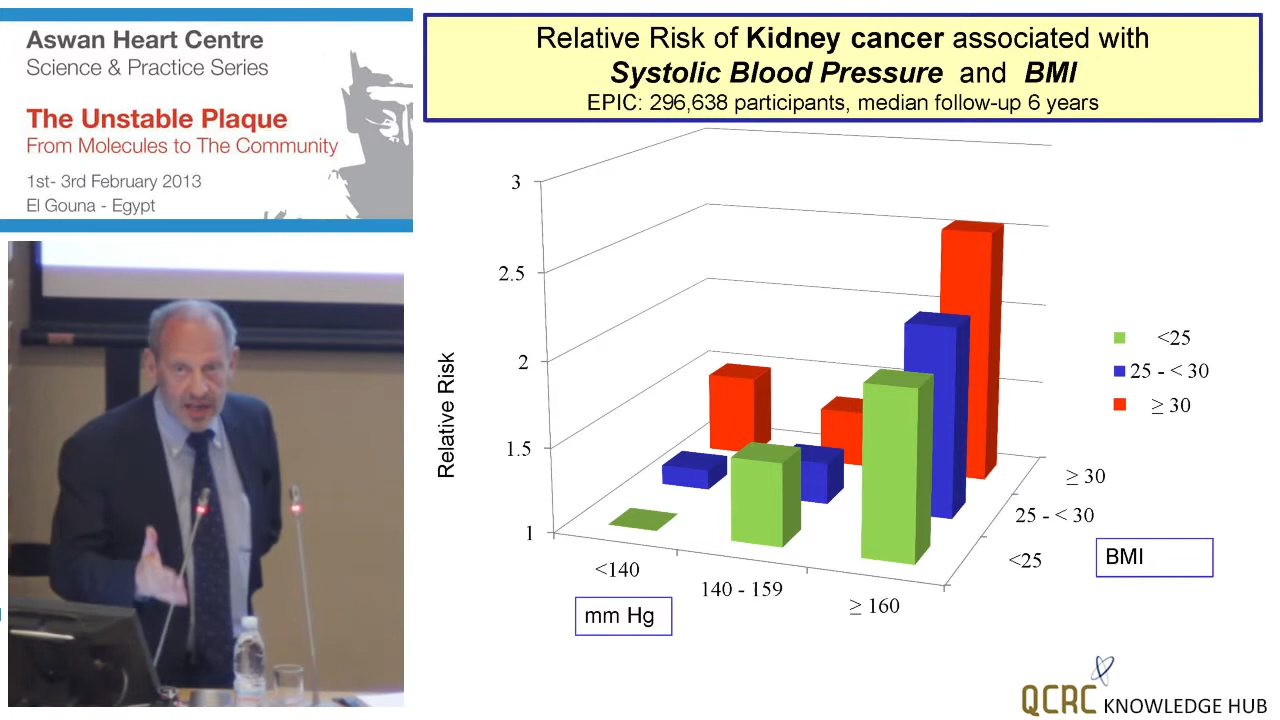 Aswan Heart Centre
Science & Practice Series
The Unstable Plaque
From Molecules to The Community
1st- 3rd February 2013
El Gouna - Egypt
Relative Risk of Kidney cancer associated with
Systolic Blood Pressure and BMI
EPIC: 296,638 participants, median follow-up 6 years
3
2.5
2
1.5
1
Relative Risk
<140
140 - 159
≥ 160
mm Hg
≥ 30
25 - < 30
<25
BMI
<25
25 - < 30
≥ 30
QCRC KNOWLEDGE HUB